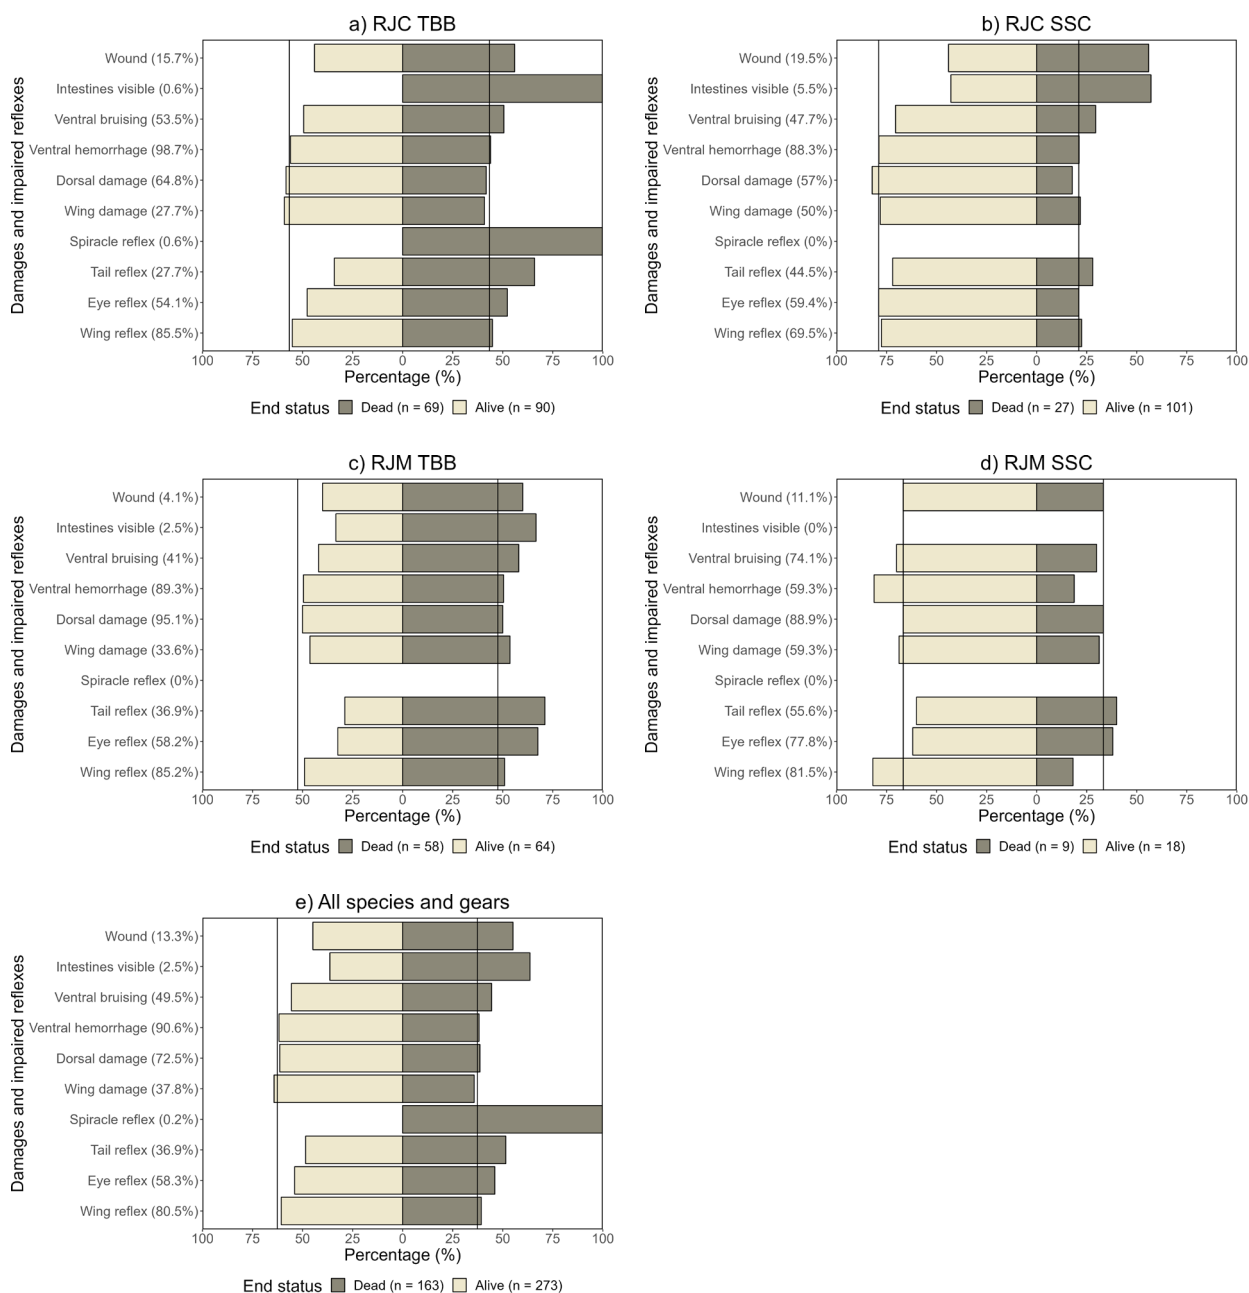 a) RJC TBB
Damages and impaired reflexes
Wound (15.7%)
Intestines visible (0.6%)
Ventral bruising (53.5%)
Ventral hemorrhage (98.7%)
Dorsal damage (64.8%)
Wing damage (27.7%)
Spiracle reflex (0.6%)
Tail reflex (27.7%)
Eye reflex (54.1%)
Wing reflex (85.5%)
100 75 50 25 0 25 50 75 100
Percentage (%)
End status Dead (n = 69) Alive (n = 90)
b) RJC SSC
Damages and impaired reflexes
Wound (19.5%)
Intestines visible (5.5%)
Ventral bruising (47.7%)
Ventral hemorrhage (88.3%)
Dorsal damage (57%)
Wing damage (50%)
Spiracle reflex (0%)
Tail reflex (44.5%)
Eye reflex (59.4%)
Wing reflex (69.5%)
100 75 50 25 0 25 50 75 100
Percentage (%)
End status Dead (n = 27) Alive (n = 101)
c) RJM TBB
Damages and impaired reflexes
Wound (4.1%)
Intestines visible (2.5%)
Ventral bruising (41%)
Ventral hemorrhage (89.3%)
Dorsal damage (95.1%)
Wing damage (33.6%)
Spiracle reflex (0%)
Tail reflex (36.9%)
Eye reflex (58.2%)
Wing reflex (85.2%)
100 75 50 25 0 25 50 75 100
Percentage (%)
End status Dead (n = 58) Alive (n = 64)
d) RJM SSC
Damages and impaired reflexes
Wound (11.1%)
Intestines visible (0%)
Ventral bruising (74.1%)
Ventral hemorrhage (59.3%)
Dorsal damage (88.9%)
Wing damage (59.3%)
Spiracle reflex (0%)
Tail reflex (55.6%)
Eye reflex (77.8%)
Wing reflex (81.5%)
100 75 50 25 0 25 50 75 100
Percentage (%)
End status Dead (n = 9) Alive (n = 18)
e) All species and gears
Damages and impaired reflexes
Wound (13.3%)
Intestines visible (2.5%)
Ventral bruising (49.5%)
Ventral hemorrhage (90.6%)
Dorsal damage (72.5%)
Wing damage (37.8%)
Spiracle reflex (0.2%)
Tail reflex (36.9%)
Eye reflex (58.3%)
Wing reflex (80.5%)
100 75 50 25 0 25 50 75 100
Percentage (%)
End status Dead (n = 163) Alive (n = 273)